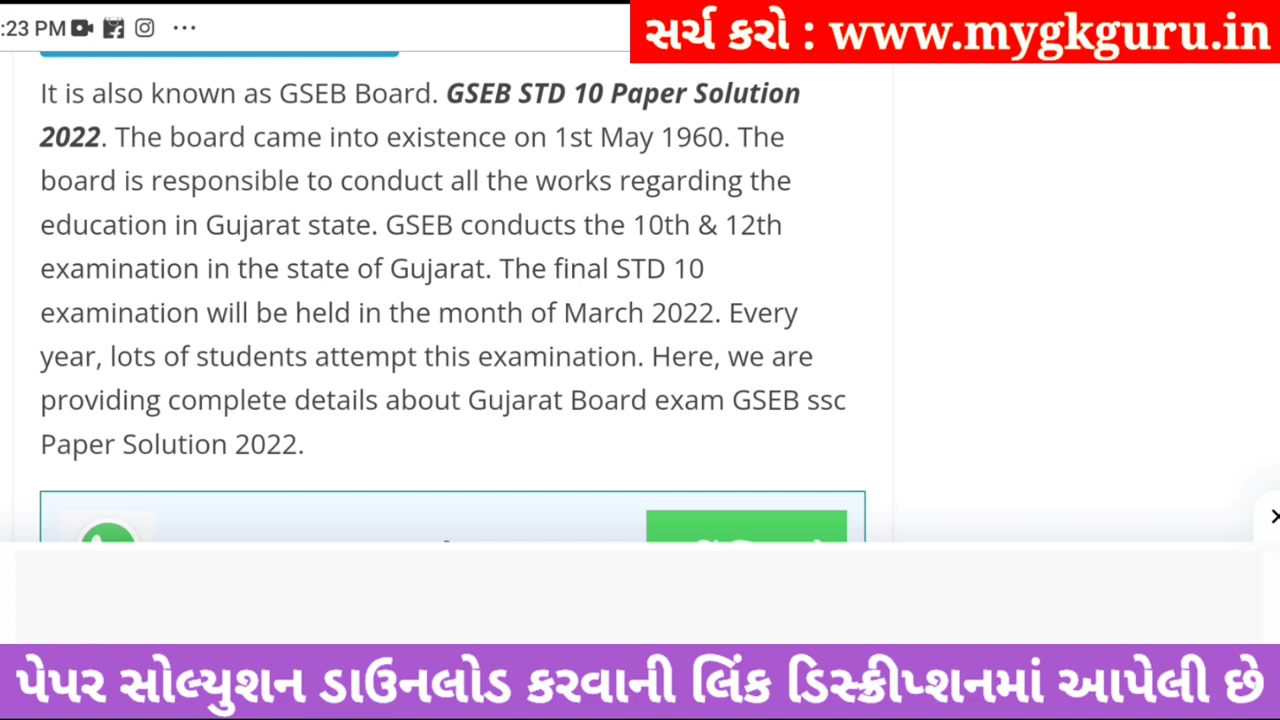 :23 PM
સર્ચ કરો : www.mygkguru.in
It is also known as GSEB Board. GSEB STD 10 Paper Solution
2022. The board came into existence on 1st May 1960. The
board is responsible to conduct all the works regarding the
education in Gujarat state. GSEB conducts the 10th & 12th
examination in the state of Gujarat. The final STD 10
examination will be held in the month of March 2022. Every
year, lots of students attempt this examination. Here, we are
providing complete details about Gujarat Board exam GSEB ssc
Paper Solution 2022.
પેપર સોલ્યુશન ડાઉનલોડ કરવાની લિંક ડિસ્ક્રીપ્શનમાં આપેલી છે